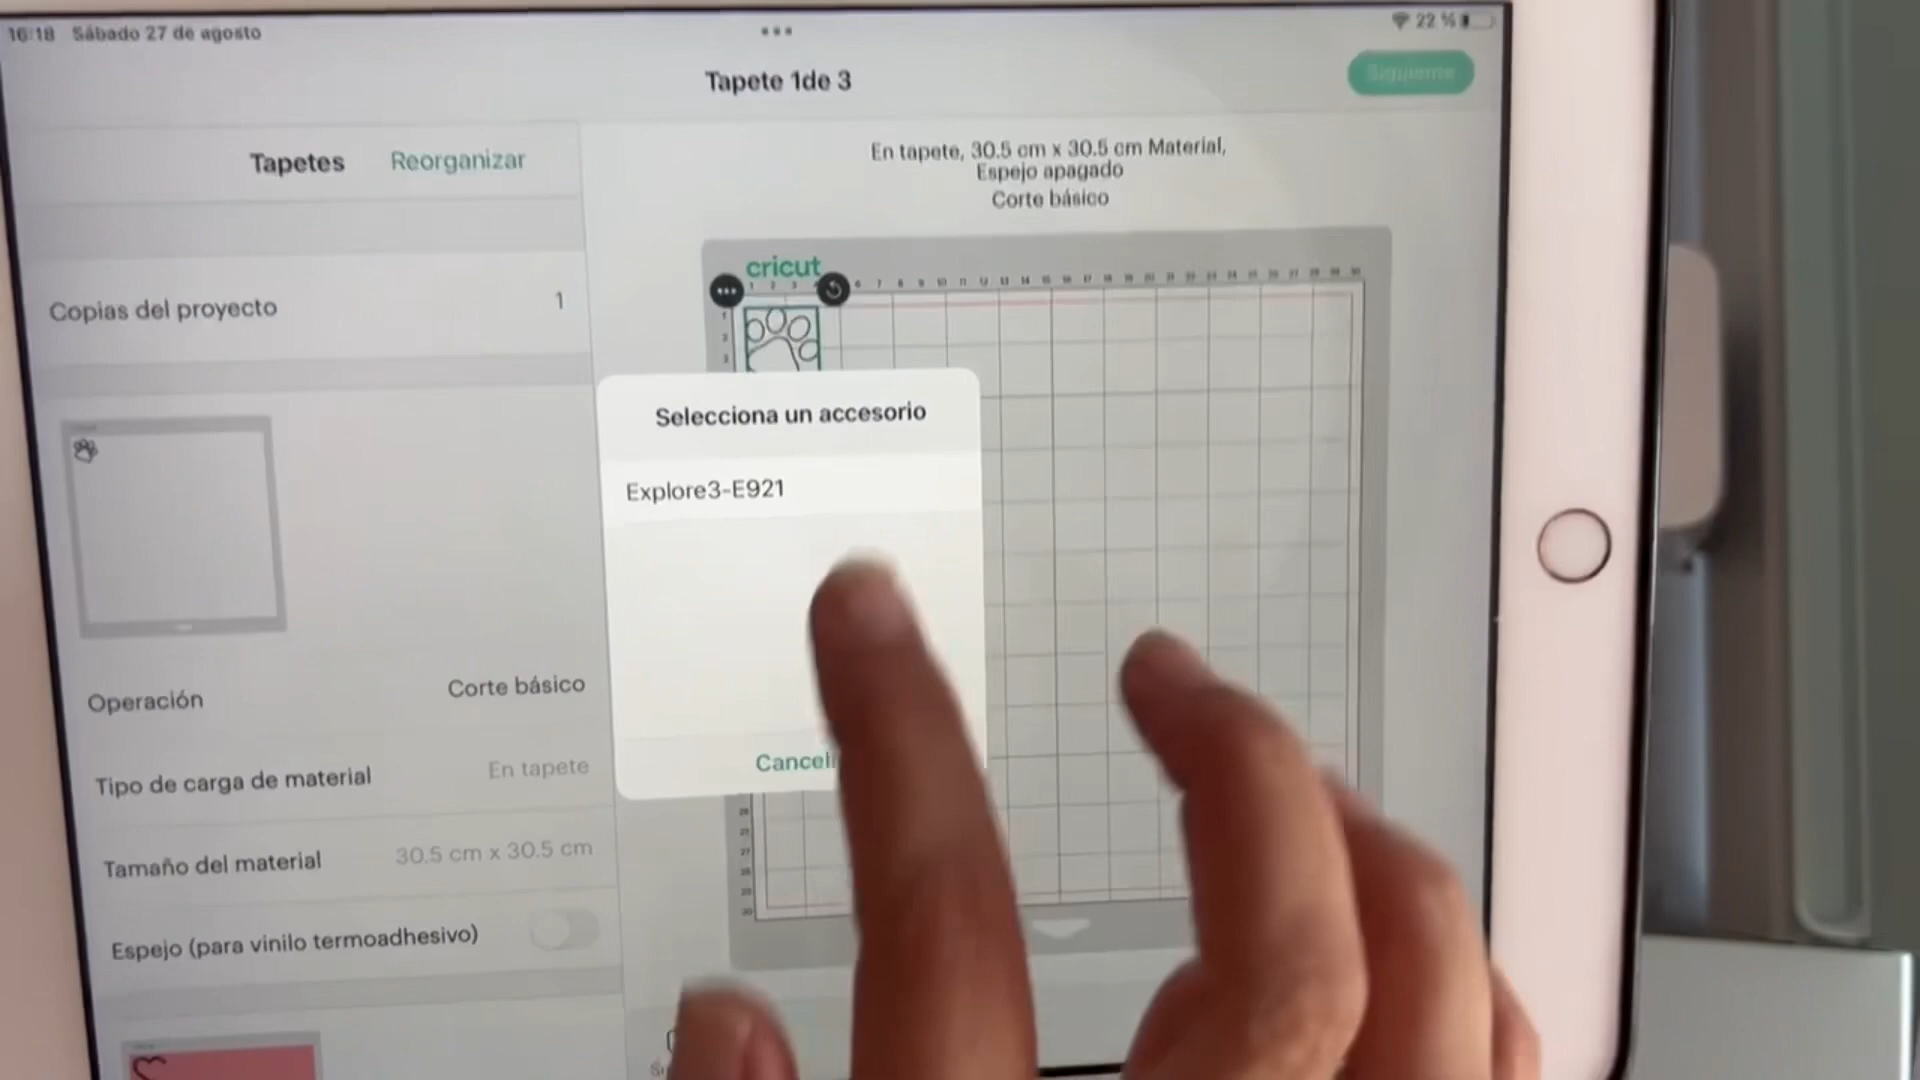 16:18 Sábado 27 de agosto
22 %
Tapete 1de 3
Siguiente
Tapetes
Reorganizar
En tapete, 30.5 cm x 30.5 cm Material,
Espejo apagado
Corte básico
cricut
Copias del proyecto
1
Selecciona un accesorio
Explore3-E921
Operación
Corte básico
Tipo de carga de material
En tapete
Tamaño del material
30.5 cm x 30.5 cm
Espejo (para vinilo termoadhesivo)